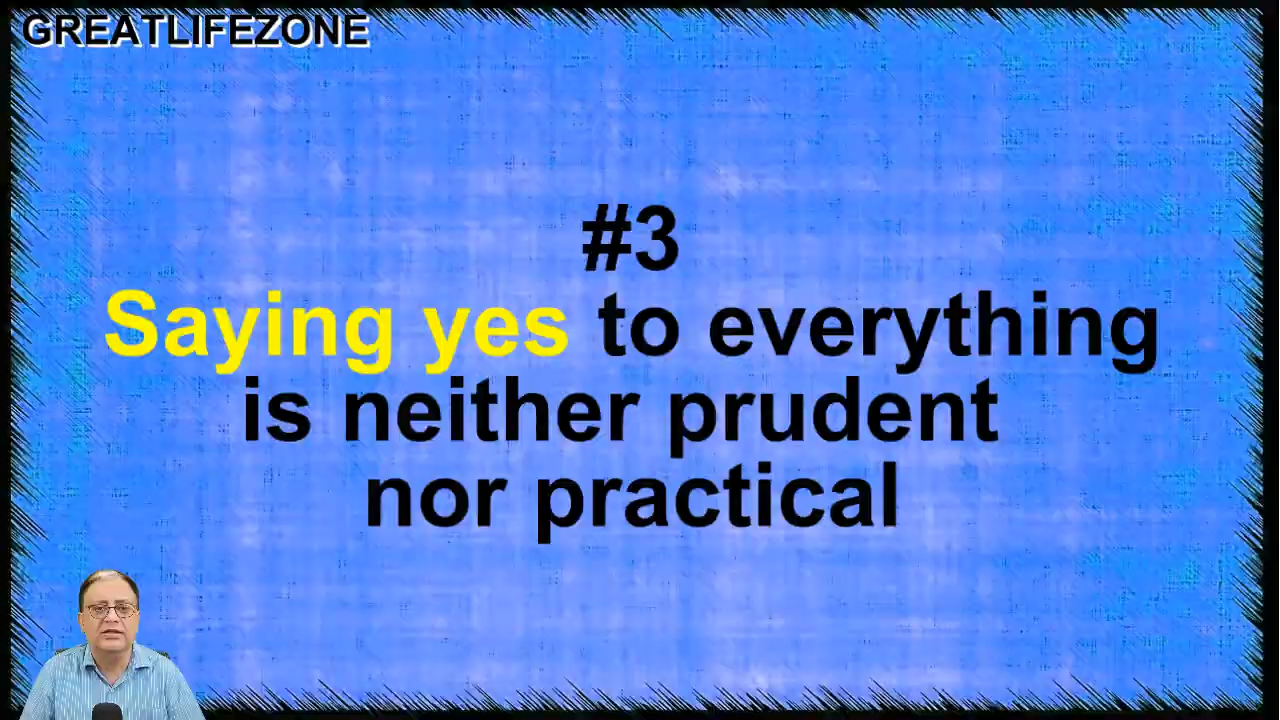 GREATLIFEZONE
#3
Saying yes to everything
is neither prudent
nor practical